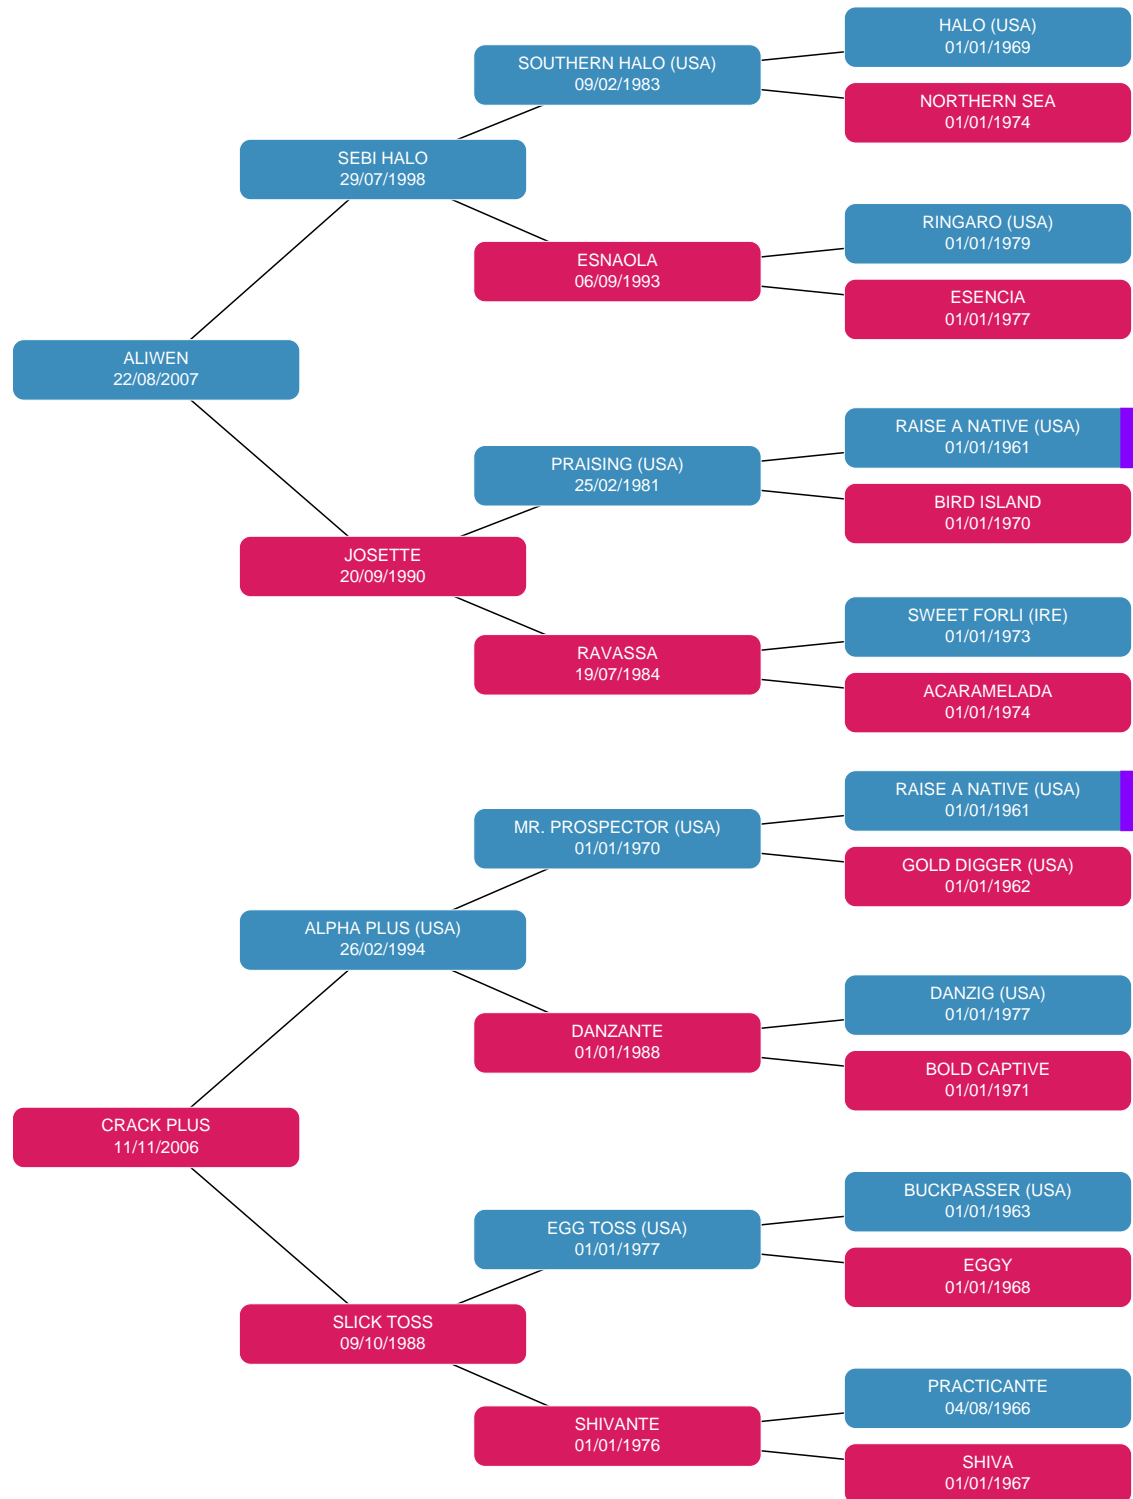 HALO (USA)
01/01/1969
SOUTHERN HALO (USA)
09/02/1983
NORTHERN SEA
01/01/1974
SEBI HALO
29/07/1998
RINGARO (USA)
01/01/1979
ESNAOLA
06/09/1993
ESENCIA
01/01/1977
ALIWEN
22/08/2007
RAISE A NATIVE (USA)
01/01/1961
PRAISING (USA)
25/02/1981
BIRD ISLAND
01/01/1970
JOSETTE
20/09/1990
SWEET FORLI (IRE)
01/01/1973
RAVASSA
19/07/1984
ACARAMELADA
01/01/1974
RAISE A NATIVE (USA)
01/01/1961
MR. PROSPECTOR (USA)
01/01/1970
GOLD DIGGER (USA)
01/01/1962
ALPHA PLUS (USA)
26/02/1994
DANZIG (USA)
01/01/1977
DANZANTE
01/01/1988
BOLD CAPTIVE
01/01/1971
CRACK PLUS
11/11/2006
BUCKPASSER (USA)
01/01/1963
EGG TOSS (USA)
01/01/1977
EGGY
01/01/1968
SLICK TOSS
09/10/1988
PRACTICANTE
04/08/1966
SHIVANTE
01/01/1976
SHIVA
01/01/1967